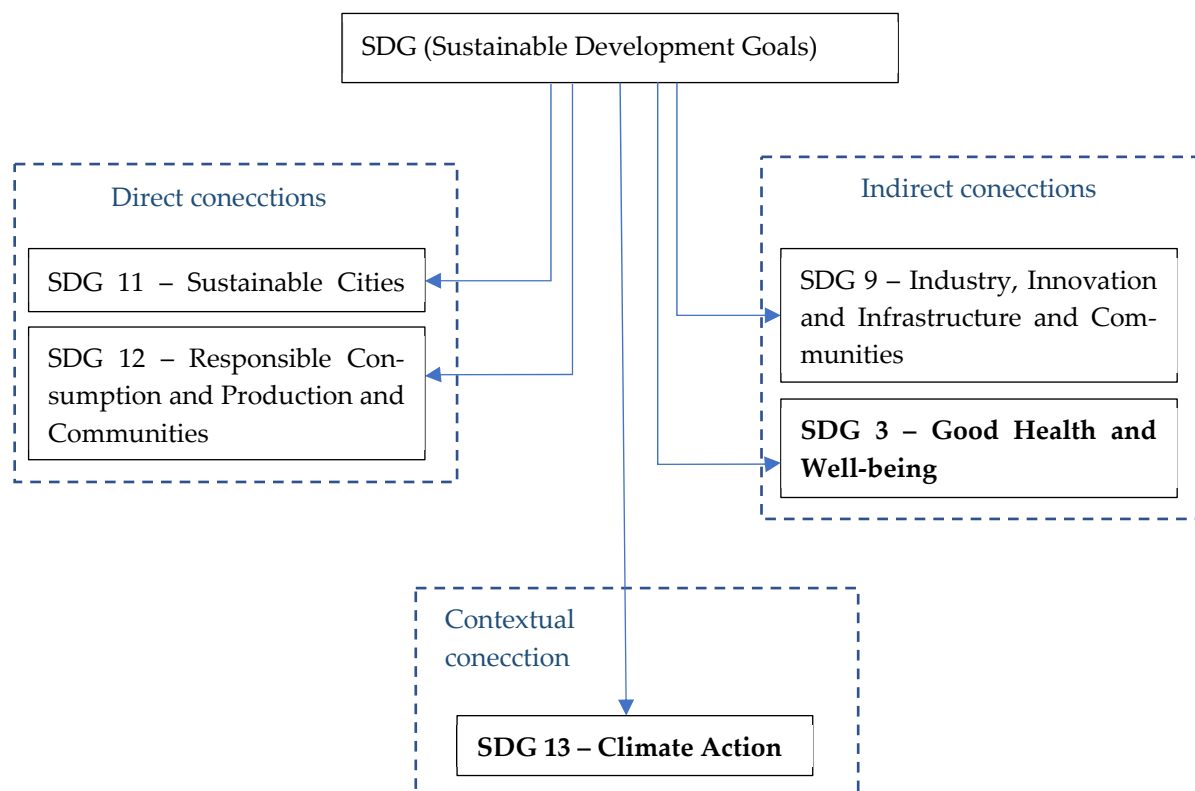 SDG (Sustainable Development Goals)
Direct conecctions
SDG 11 – Sustainable Cities
SDG 12 – Responsible Con-
sumption and Production and
Communities
Indirect conecctions
SDG 9 – Industry, Innovation
and Infrastructure and Com-
munities
SDG 3 – Good Health and
Well-being
Contextual
conecction
SDG 13 – Climate Action